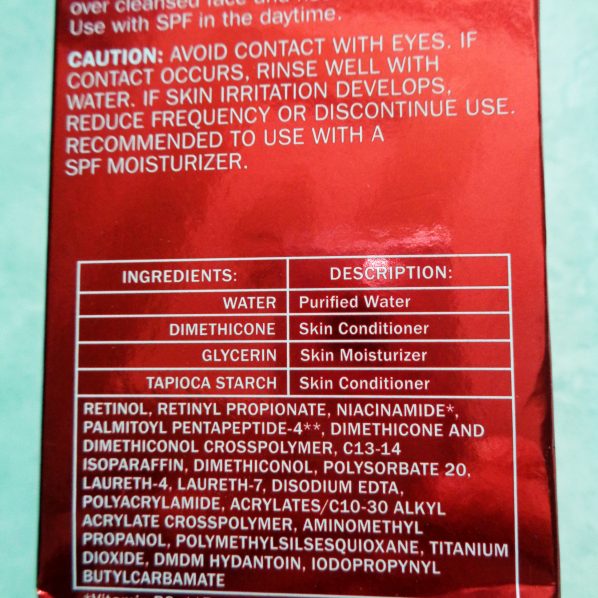 over cleansed face and
Use with SPF in the daytime.
CAUTION: AVOID CONTACT WITH EYES. IF
CONTACT OCCURS, RINSE WELL WITH
WATER. IF SKIN IRRITATION DEVELOPS,
REDUCE FREQUENCY OR DISCONTINUE USE.
RECOMMENDED TO USE WITH A
SPF MOISTURIZER.
INGREDIENTS: DESCRIPTION:
WATER Purified Water
DIMETHICONE Skin Conditioner
GLYCERIN Skin Moisturizer
TAPIOCA STARCH Skin Conditioner
RETINOL, RETINYL PROPIONATE, NIACINAMIDE*,
PALMITOYL PENTAPEPTIDE-4**, DIMETHICONE AND
DIMETHICONOL CROSSPOLYMER, C13-14
ISOPARAFFIN, DIMETHICONOL, POLYSORBATE 20,
LAURETH-4, LAURETH-7, DISODIUM EDTA,
POLYACRYLAMIDE, ACRYLATES/C10-30 ALKYL
ACRYLATE CROSSPOLYMER, AMINOMETHYL
PROPANOL, POLYMETHYLSILSESQUIOXANE, TITANIUM
DIOXIDE, DMDM HYDANTOIN, IODOPROPYNYL
BUTYLCARBAMATE